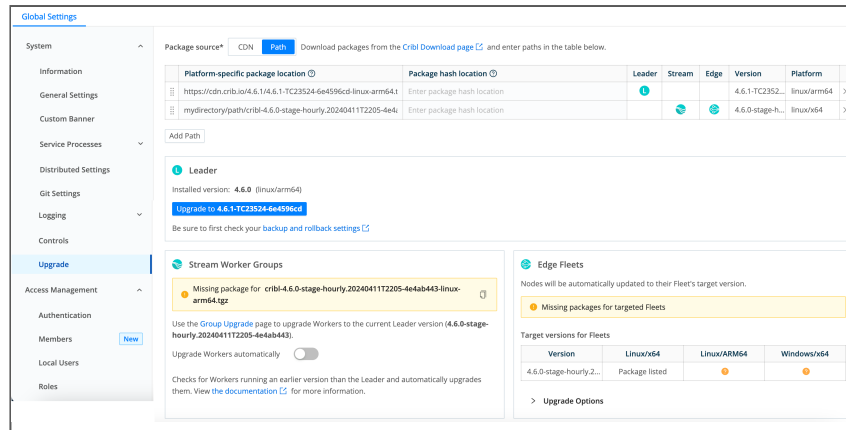 Global Settings
System
Information
General Settings
Custom Banner
Service Processes
Distributed Settings
Git Settings
Logging
Controls
Upgrade
Access Management
Authentication
Members New
Local Users
Roles
Package source* CDN Path Download packages from the Cribl Download page and enter paths in the table below.
Platform-specific package location Package hash location Leader Stream Edge Version Platform
https://cdn.crib.io/4.6.1/4.6.1-TC23524-6e4596cd-linux-arm64.t Enter package hash location L 4.6.1-TC2352... linux/arm64
mydirectory/path/cribl-4.6.0-stage-hourly.20240411T2205-4e4a Enter package hash location 4.6.0-stage-h... linux/x64
Add Path
L Leader
Installed version: 4.6.0 (linux/arm64)
Upgrade to 4.6.1-TC23524-6e4596cd
Be sure to first check your backup and rollback settings
Stream Worker Groups
Missing package for cribl-4.6.0-stage-hourly.20240411T2205-4e4ab443-linux-
arm64.tgz
Use the Group Upgrade page to upgrade Workers to the current Leader version (4.6.0-stage-
hourly.20240411T2205-4e4ab443).
Upgrade Workers automatically
Checks for Workers running an earlier version than the Leader and automatically upgrades
them. View the documentation for more information.
Edge Fleets
Nodes will be automatically updated to their Fleet's target version.
Missing packages for targeted Fleets
Target versions for Fleets
Version Linux/x64 Linux/ARM64 Windows/x64
4.6.0-stage-hourly.2... Package listed
> Upgrade Options